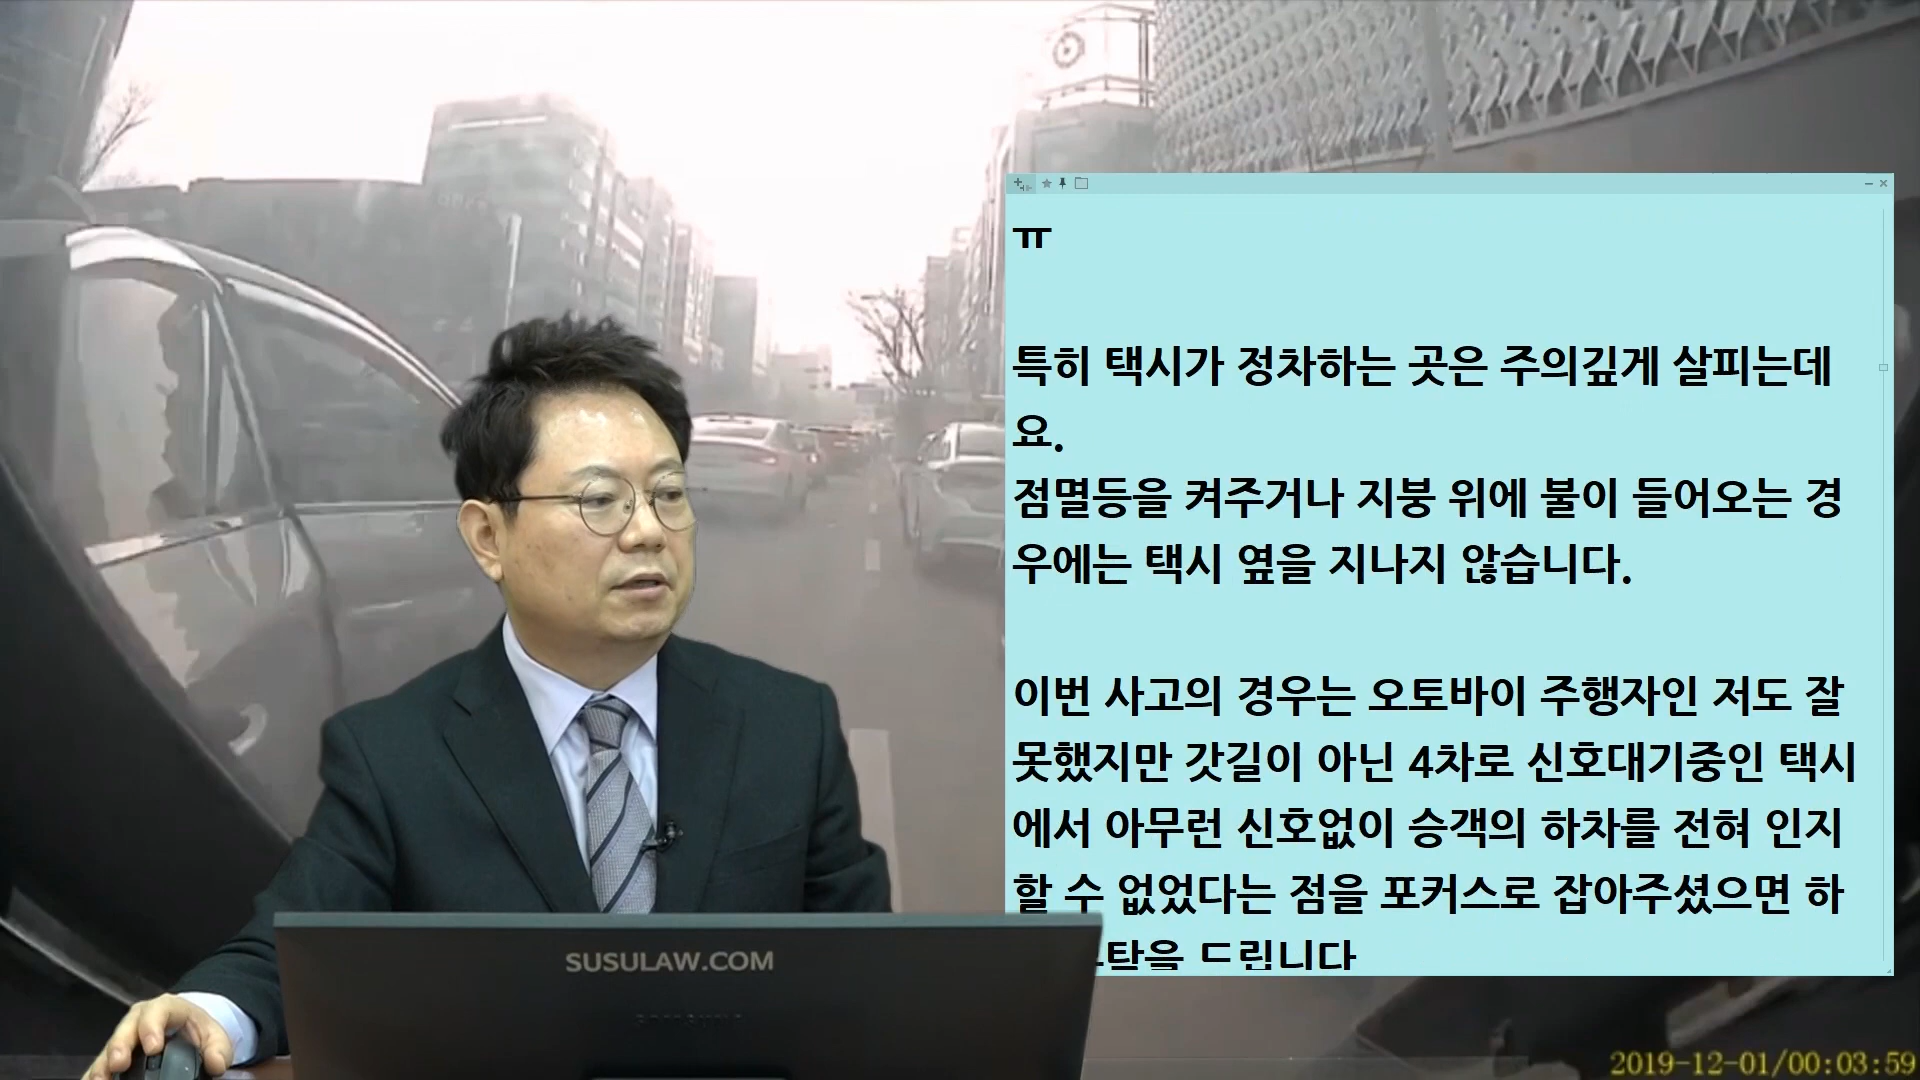 ㅠ
특히 택시가 정차하는 곳은 주의깊게 살피는데
요.
점멸등을 켜주거나 지붕 위에 불이 들어오는 경
우에는 택시 옆을 지나지 않습니다.
이번 사고의 경우는 오토바이 주행자인 저도 잘
못했지만 갓길이 아닌 4차로 신호대기중인 택시
에서 아무런 신호없이 승객의 하차를 전혀 인지
할 수 없었다는 점을 포커스로 잡아주셨으면 하
드립니다
SUSULAW.COM
SAMSUNG
2019-12-01/00:03:59